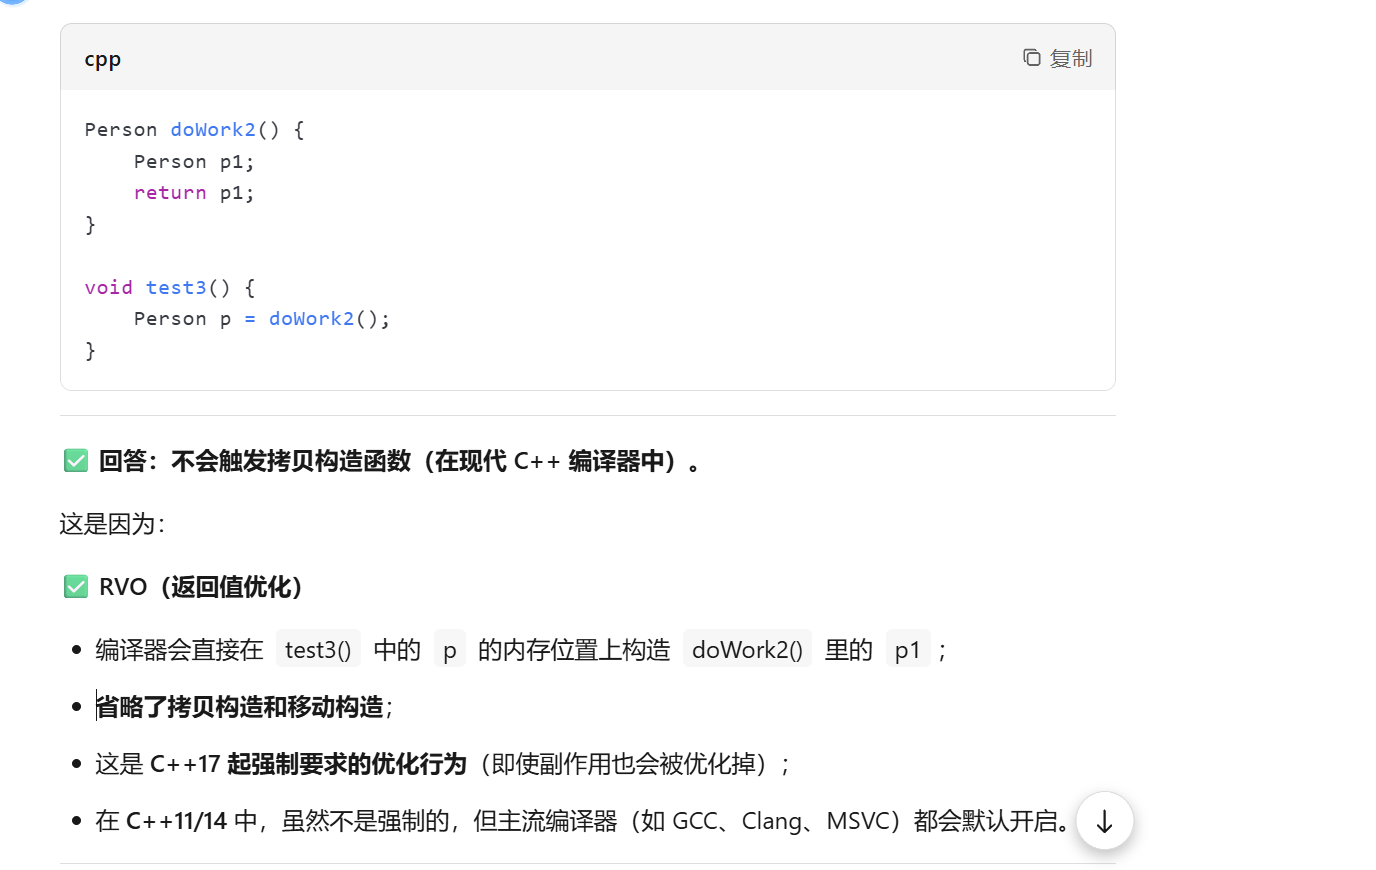 cpp
复制
Person doWork2() {
    Person p1;
    return p1;
}
void test3() {
    Person p = doWork2();
}
✅ 回答：不会触发拷贝构造函数（在现代 C++ 编译器中）。
这是因为：
✅ RVO（返回值优化）
• 编译器会直接在 test3() 中的 p 的内存位置上构造 doWork2() 里的 p1 ；
• 省略了拷贝构造和移动构造；
• 这是 C++17 起强制要求的优化行为（即使副作用也会被优化掉）；
• 在 C++11/14 中，虽然不是强制的，但主流编译器（如 GCC、Clang、MSVC）都会默认开启。